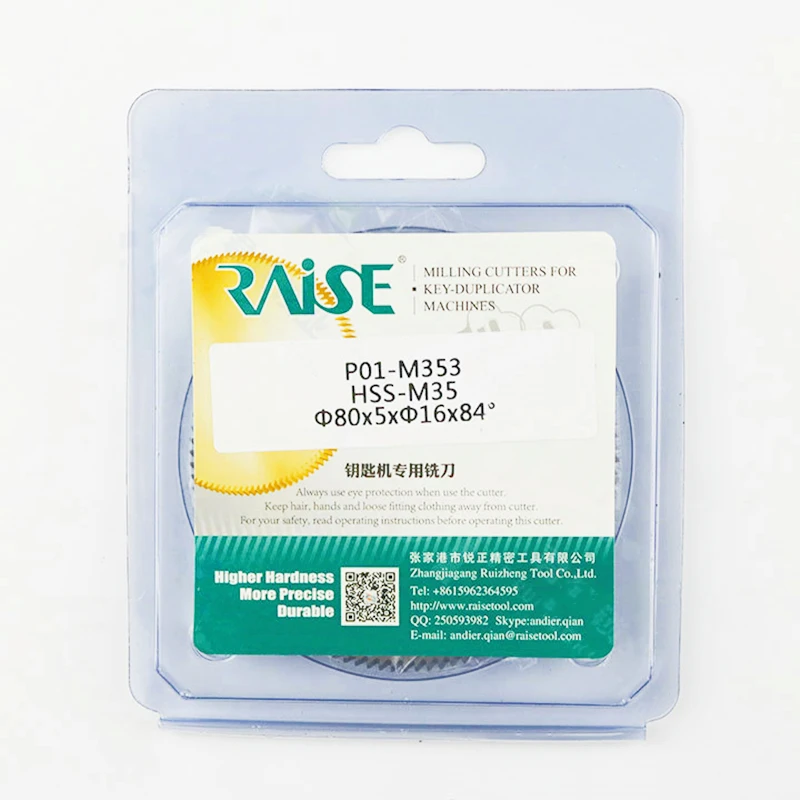 RAiSE®
MILLING CUTTERS FOR
• KEY-DUPLICATOR
MACHINES
P01-M353
HSS-M35
Φ80x5xΦ16x84°
钥匙机专用铣刀
Always use eye protection when use the cutter.
Keep hair, hands and loose fitting clothing away from cutter.
For your safety, read operating instructions before operating this cutter.
Higher Hardness
More Precise
Durable
张家港市锐正精密工具有限公司
Zhangjiagang Ruizheng Tool Co.,Ltd.
Tel: +8615962364595
http://www.raisetool.com
QQ: 250593982 Skype:andier.qian
E-mail: andier.qian@raisetool.com